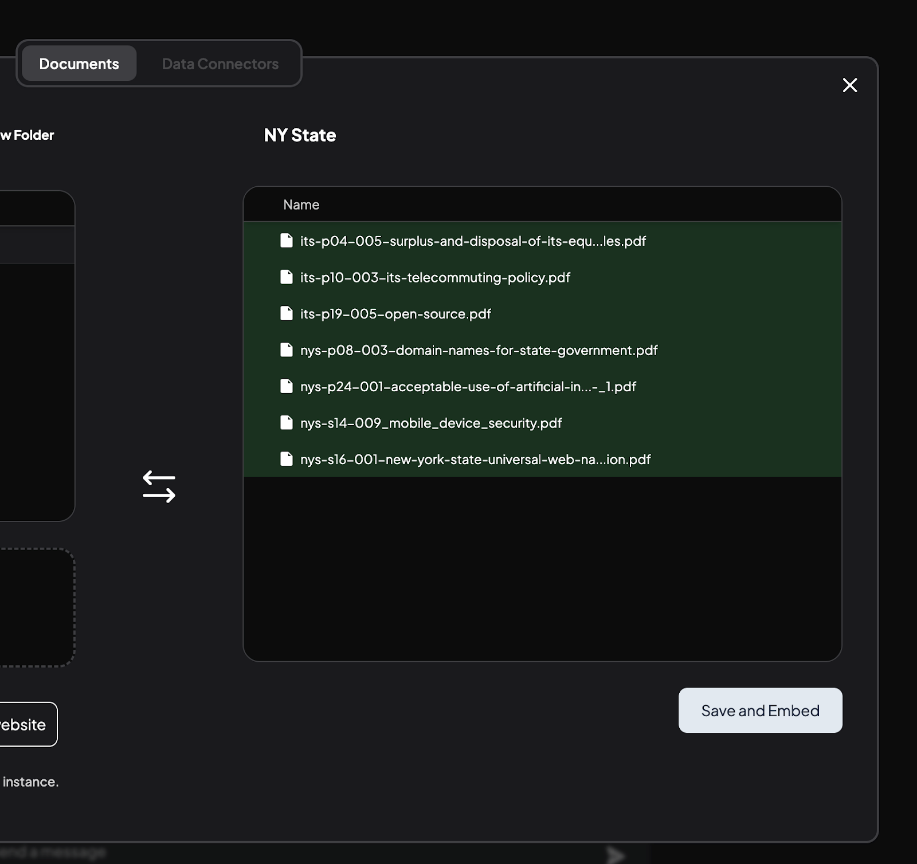 Documents
Data Connectors
w Folder
NY State
Name
its-p04-005-surplus-and-disposal-of-its-equ...les.pdf
its-p10-003-its-telecommuting-policy.pdf
its-p19-005-open-source.pdf
nys-p08-003-domain-names-for-state-government.pdf
nys-p24-001-acceptable-use-of-artificial-in...-_1.pdf
nys-s14-009_mobile_device_security.pdf
nys-s16-001-new-york-state-universal-web-na...ion.pdf
Save and Embed
ebsite
instance.
end a message